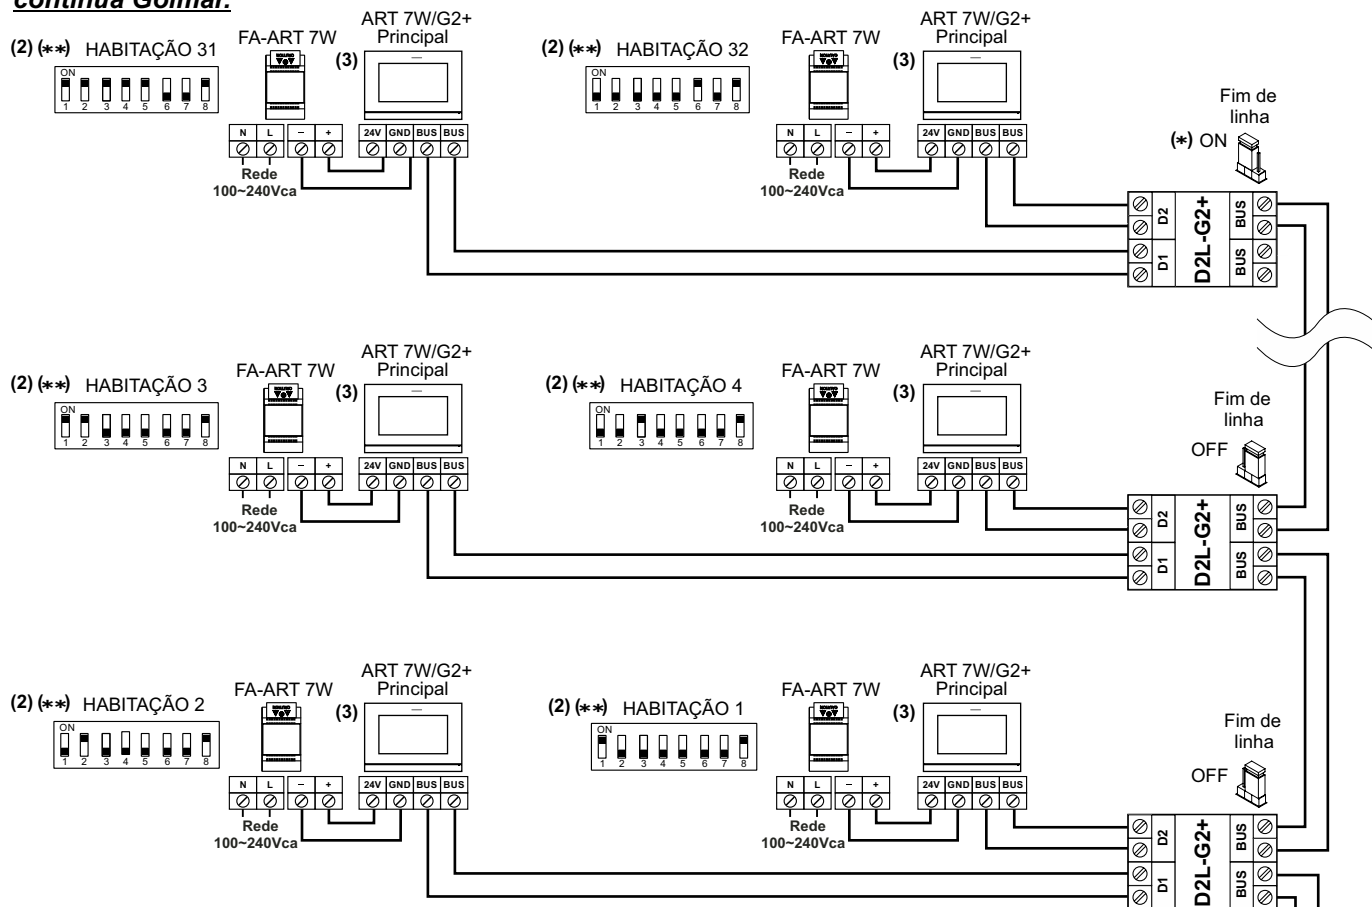 contínua Golmar.
(2) (**) HABITAÇÃO 31
FA-ART 7W
ART 7W/G2+
Principal
(3)
ON
1 2 3 4 5 6 7 8
N L – +
24V GND BUS BUS
Rede
100~240Vca
(2) (**) HABITAÇÃO 32
FA-ART 7W
ART 7W/G2+
Principal
(3)
ON
1 2 3 4 5 6 7 8
N L – +
24V GND BUS BUS
Rede
100~240Vca
Fim de
linha
(*) ON
D2
D1
D2L-G2+
BUS
BUS
(2) (**) HABITAÇÃO 3
FA-ART 7W
ART 7W/G2+
Principal
(3)
ON
1 2 3 4 5 6 7 8
N L – +
24V GND BUS BUS
Rede
100~240Vca
(2) (**) HABITAÇÃO 4
FA-ART 7W
ART 7W/G2+
Principal
(3)
ON
1 2 3 4 5 6 7 8
N L – +
24V GND BUS BUS
Rede
100~240Vca
Fim de
linha
OFF
D2
D1
D2L-G2+
BUS
BUS
(2) (**) HABITAÇÃO 2
FA-ART 7W
ART 7W/G2+
Principal
(3)
ON
1 2 3 4 5 6 7 8
N L – +
24V GND BUS BUS
Rede
100~240Vca
(2) (**) HABITAÇÃO 1
FA-ART 7W
ART 7W/G2+
Principal
(3)
ON
1 2 3 4 5 6 7 8
N L – +
24V GND BUS BUS
Rede
100~240Vca
Fim de
linha
OFF
D2
D1
D2L-G2+
BUS
BUS